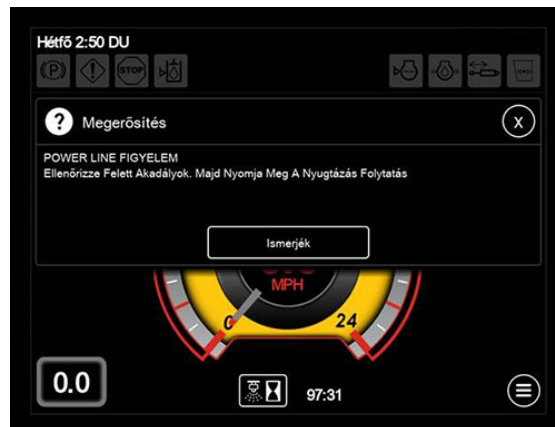 Hétfő 2:50 DU
(P)
STOP
Megerősítés
X
POWER LINE FIGYELEM
Ellenőrizze Felett Akadályok. Majd Nyomja Meg A Nyugtázás Folytatás
Ismerjék
MPH
0
24
0.0
97:31